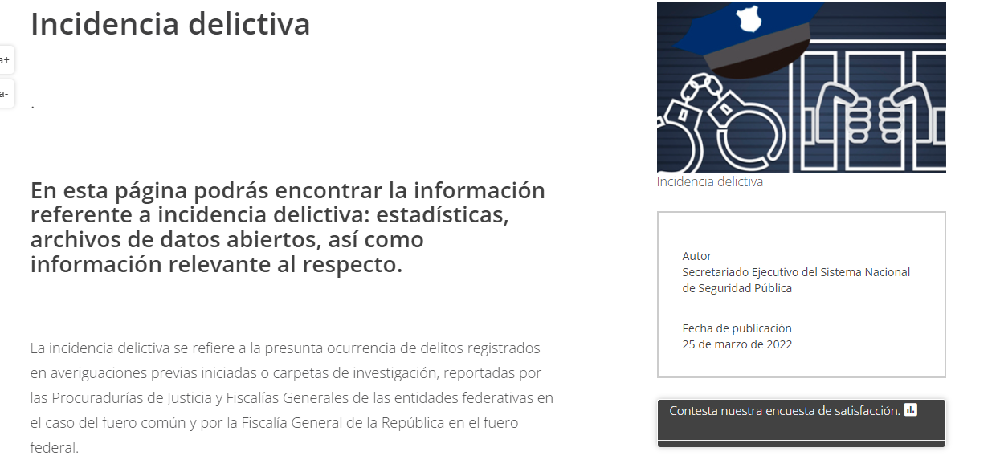 Incidencia delictiva
a+
a-
.
En esta página podrás encontrar la información
referente a incidencia delictiva: estadísticas,
archivos de datos abiertos, así como
información relevante al respecto.
La incidencia delictiva se refiere a la presunta ocurrencia de delitos registrados
en averiguaciones previas iniciadas o carpetas de investigación, reportadas por
las Procuradurías de Justicia y Fiscalías Generales de las entidades federativas en
el caso del fuero común y por la Fiscalía General de la República en el fuero
federal.
Incidencia delictiva
Autor
Secretariado Ejecutivo del Sistema Nacional
de Seguridad Pública
Fecha de publicación
25 de marzo de 2022
Contesta nuestra encuesta de satisfacción.